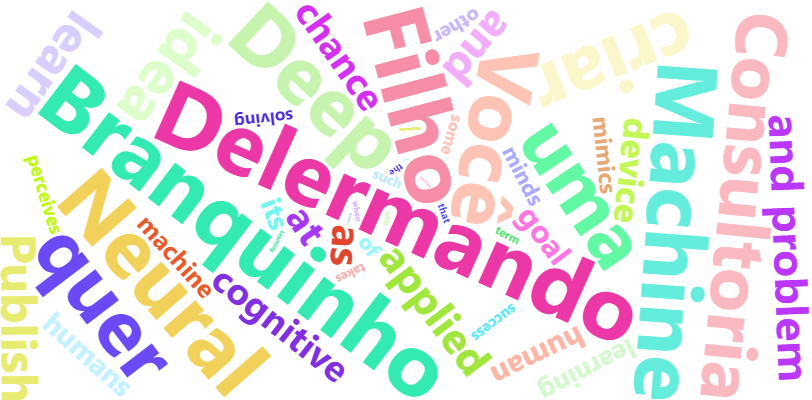 learn
idea
Deep
chance
Filho
and
other
Você
criar
Consultoria
Machine
and problem
device
mimics
uma
minds
some
solving
Delermando
Branquinho
such
the
that
when
goal
term
perceives
Neural
quer
Publish
humans
machine
its
at
as
of
takes
cognitive
applied
success
human
learning